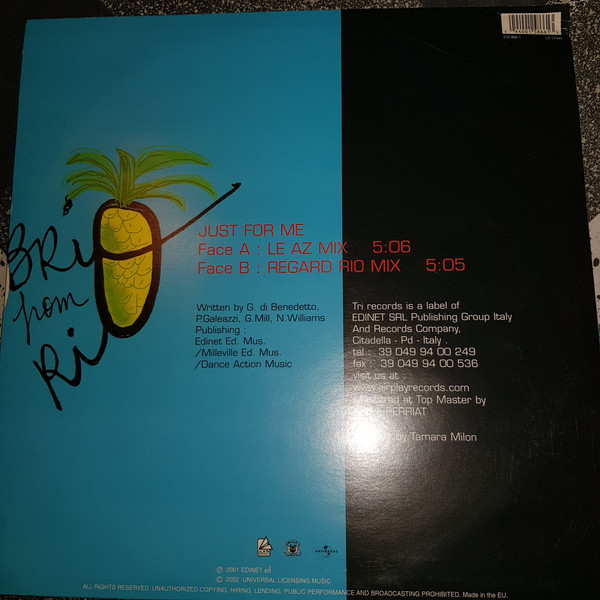 BRIO
from
Rio
JUST FOR ME
Face A : LE AZ MIX 5:06
Face B : REGARD RIO MIX 5:05
Written by G. di Benedetto,
P.Galeazzi, G.Mill, N.Williams
Publishing :
Edinet Ed. Mus.
/Milleville Ed. Mus.
/Dance Action Music
Tri records is a label of
EDINET SRL Publishing Group Italy
And Records Company,
Citadella - Pd - Italy .
tel : 39 049 94 00 249
fax : 39 049 94 00 536
visit us at :
www.airplayrecords.com
at Top Master by
by Tamara Milon
UNIVERSAL
℗ 2001 EDINET srl
© 2002 UNIVERSAL LICENSING MUSIC
ALL RIGHTS RESERVED. UNAUTHORIZED COPYING, HIRING, LENDING, PUBLIC PERFORMANCE AND BROADCASTING PROHIBITED. Made in the EU.